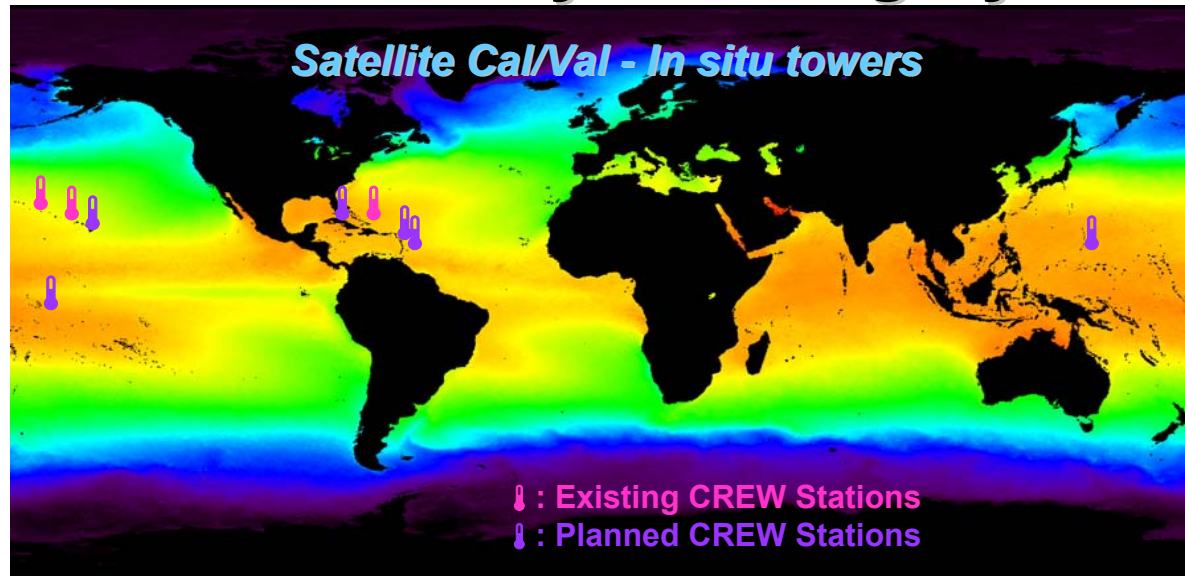 Satellite Cal/Val - In situ towers
: Existing CREW Stations
: Planned CREW Stations